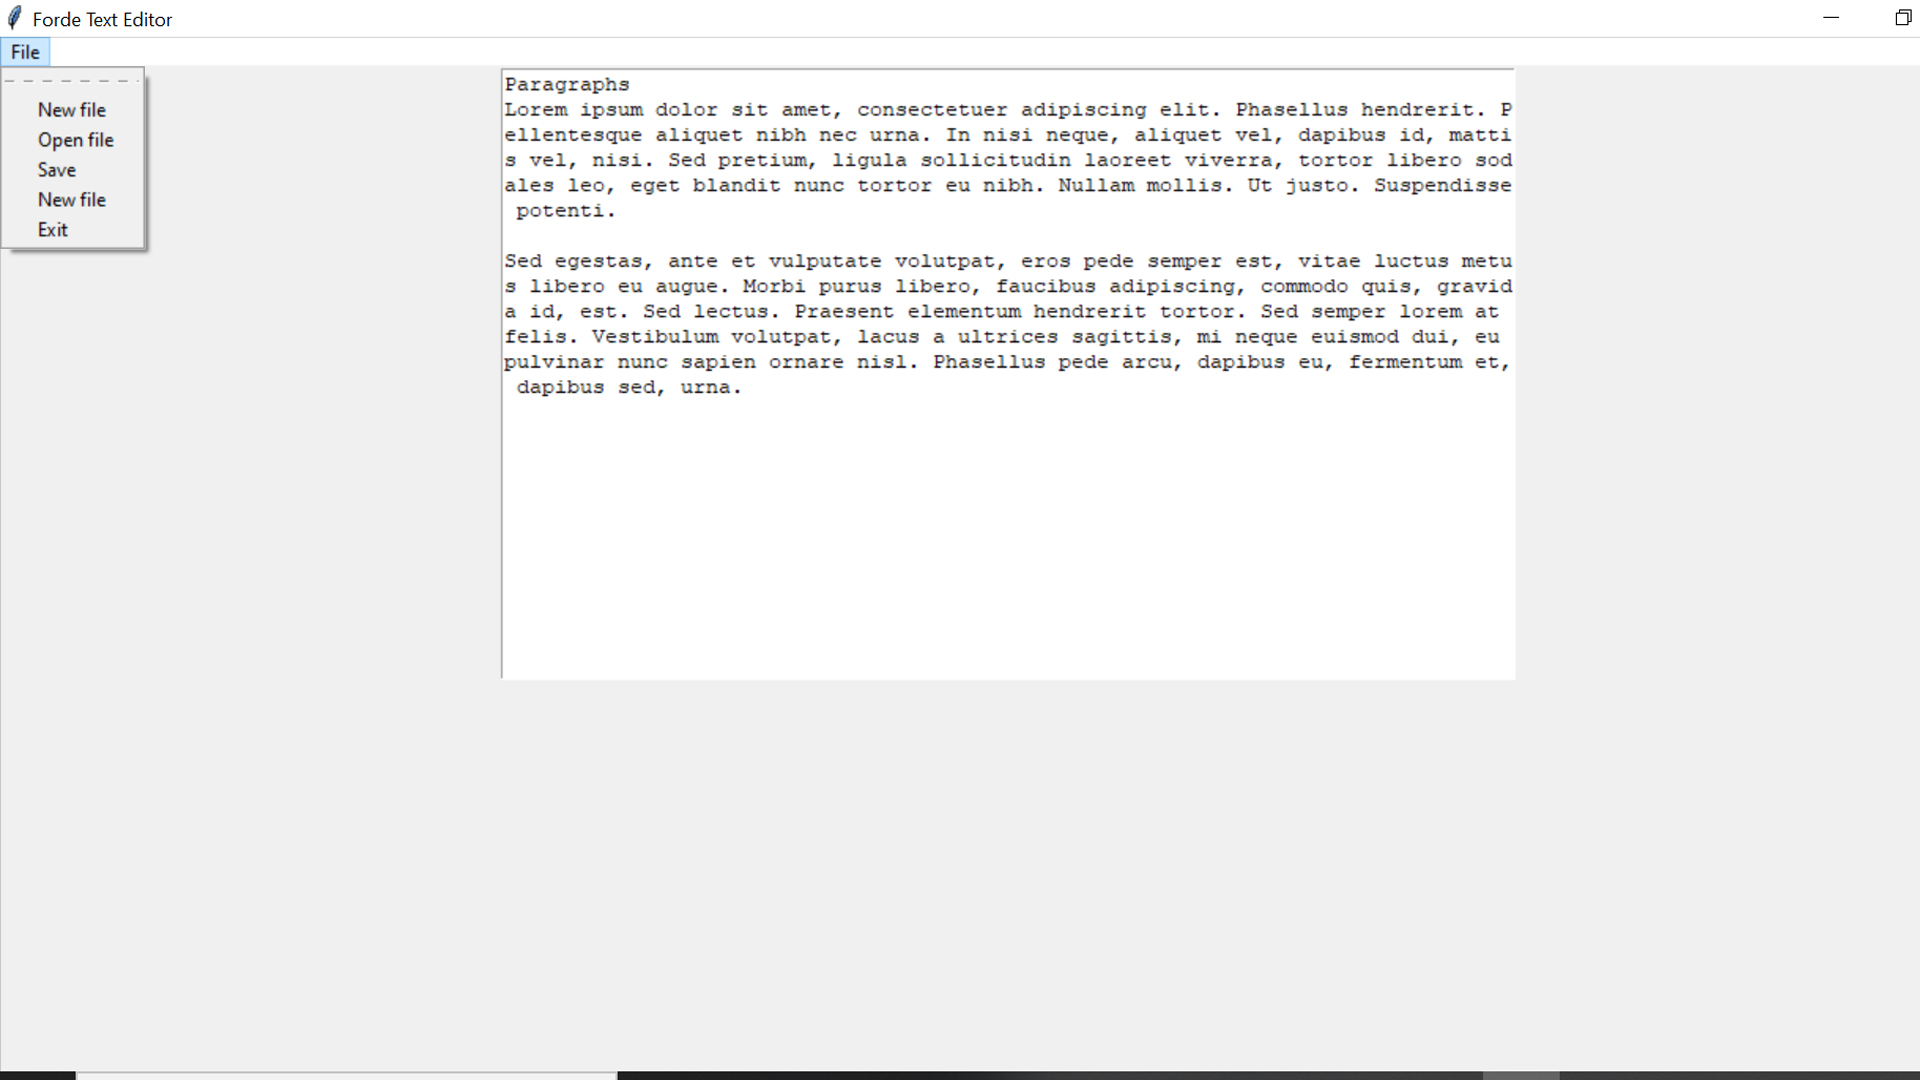 Forde Text Editor
File
New file
Open file
Save
New file
Exit
Paragraphs
Lorem ipsum dolor sit amet, consectetuer adipiscing elit. Phasellus hendrerit. P
ellentesque aliquet nibh nec urna. In nisi neque, aliquet vel, dapibus id, matti
s vel, nisi. Sed pretium, ligula sollicitudin laoreet viverra, tortor libero sod
ales leo, eget blandit nunc tortor eu nibh. Nullam mollis. Ut justo. Suspendisse
 potenti.

Sed egestas, ante et vulputate volutpat, eros pede semper est, vitae luctus metu
s libero eu augue. Morbi purus libero, faucibus adipiscing, commodo quis, gravid
a id, est. Sed lectus. Praesent elementum hendrerit tortor. Sed semper lorem at
felis. Vestibulum volutpat, lacus a ultrices sagittis, mi neque euismod dui, eu
pulvinar nunc sapien ornare nisl. Phasellus pede arcu, dapibus eu, fermentum et,
 dapibus sed, urna.